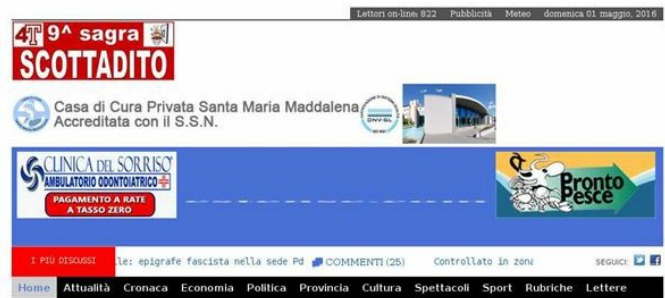 Lettori on-line: 822 Pubblicità Meteo domenica 01 maggio, 2016
4T 9^ sagra
SCOTTADITO
Casa di Cura Privata Santa Maria Maddalena
Accreditata con il S.S.N.
DNV·GL
CLINICA DEL SORRISO
AMBULATORIO ODONTOIATRICO
PAGAMENTO A RATE
A TASSO ZERO
Pronto
Pesce
I PIÙ DISCUSSI le: epigrafe fascista nella sede Pd COMMENTI (25) Controllato in zona SEGUICI:
Home Attualità Cronaca Economia Politica Provincia Cultura Spettacoli Sport Rubriche Lettere